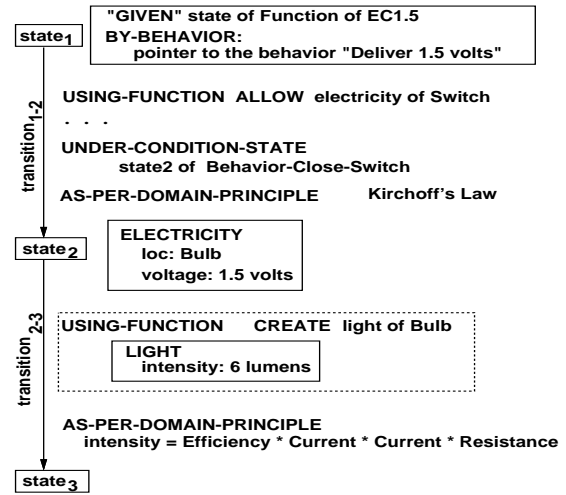 "GIVEN" state of Function of EC1.5
state1
BY-BEHAVIOR:
pointer to the behavior "Deliver 1.5 volts"
transition1-2
USING-FUNCTION ALLOW electricity of Switch
. . .
UNDER-CONDITION-STATE
state2 of Behavior-Close-Switch
AS-PER-DOMAIN-PRINCIPLE Kirchoff's Law
state2
ELECTRICITY
loc: Bulb
voltage: 1.5 volts
transition2-3
USING-FUNCTION CREATE light of Bulb
LIGHT
intensity: 6 lumens
AS-PER-DOMAIN-PRINCIPLE
intensity = Efficiency * Current * Current * Resistance
state3